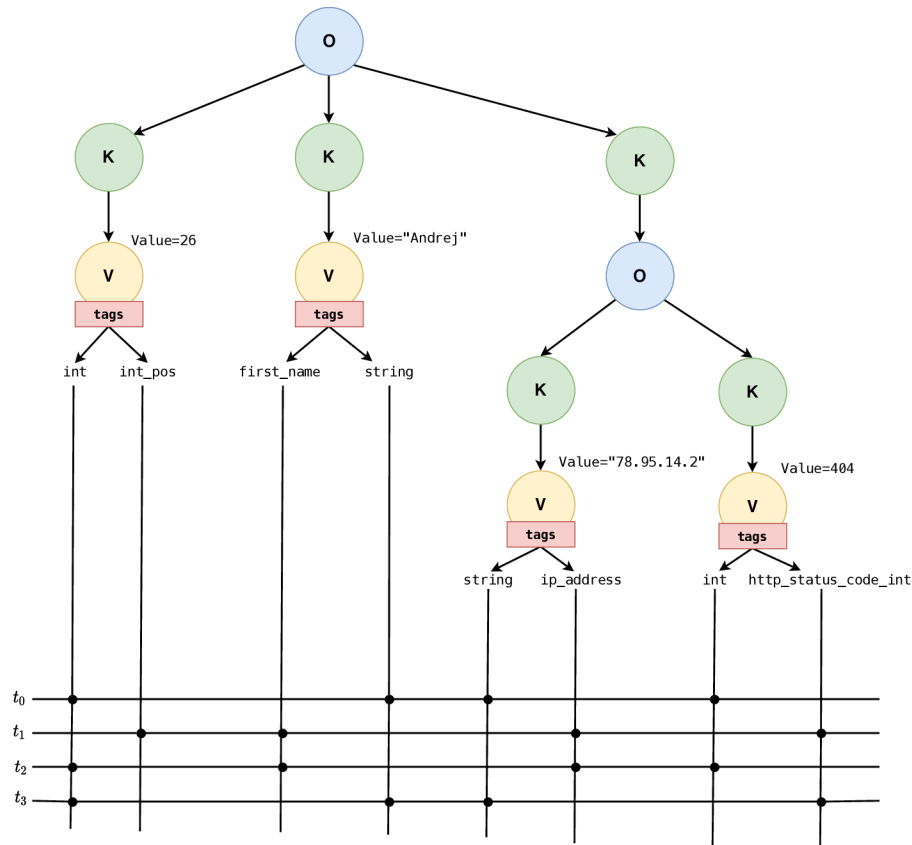 O
K
K
K
Value=26
Value="Andrej"
V
V
O
tags
tags
int
int_pos
first_name
string
K
K
Value="78.95.14.2"
Value=404
V
V
tags
tags
string
ip_address
int
http_status_code_int
t0
t1
t2
t3